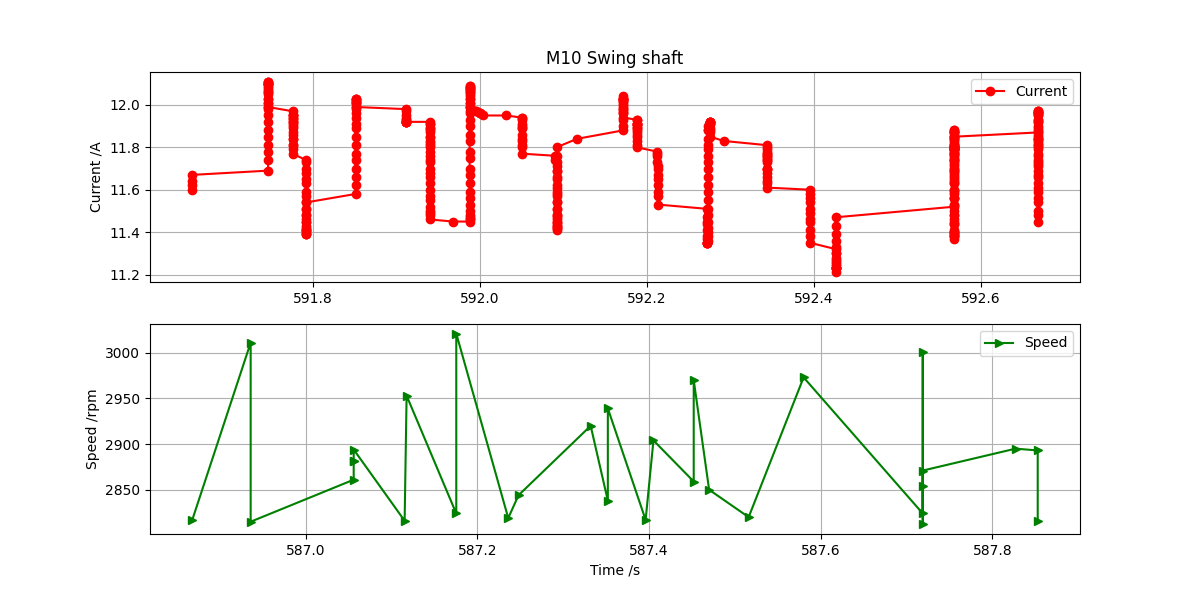 M10 Swing shaft
Current /A
12.0
11.8
11.6
11.4
11.2
Current
591.8 592.0 592.2 592.4 592.6
Speed /rpm
3000
2950
2900
2850
Speed
587.0 587.2 587.4 587.6 587.8
Time /s